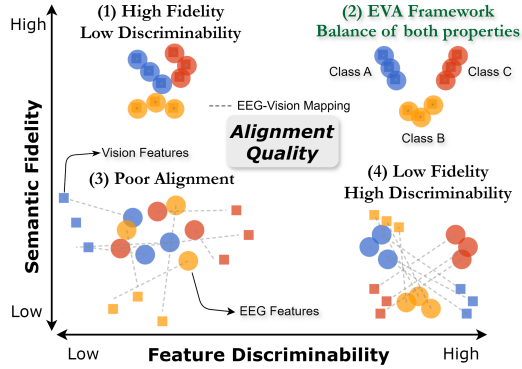 High
(1) High Fidelity
Low Discriminability
(2) EVA Framework
Balance of both properties
Class A
Class C
Class B
EEG-Vision Mapping
Alignment
Quality
Semantic Fidelity
Vision Features
(3) Poor Alignment
(4) Low Fidelity
High Discriminability
EEG Features
Low
Low
Feature Discriminability
High